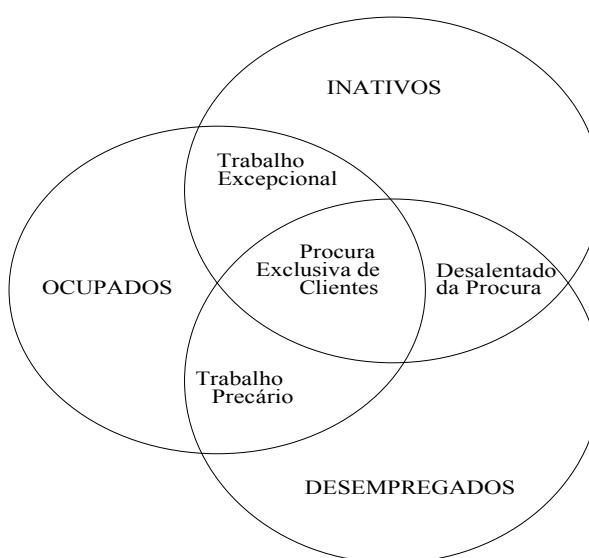 INATIVOS
Trabalho
Excepcional
Procura
Exclusiva de
Clientes
Desalentado
da Procura
OCUPADOS
Trabalho
Precário
DESEMPREGADOS